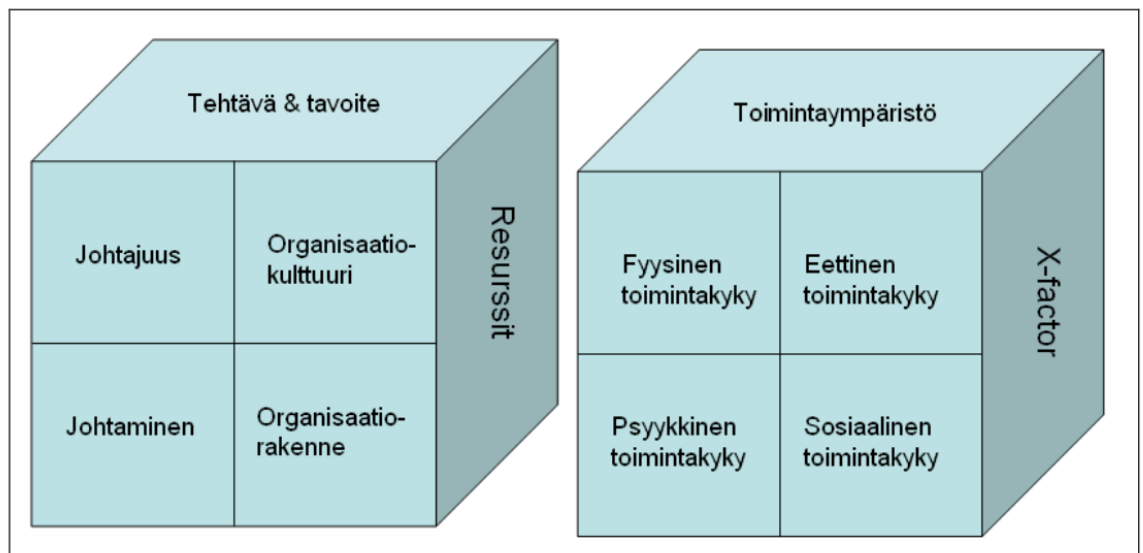 Tehtävä & tavoite
Johtajuus
Organisaatio-
kulttuuri
Johtaminen
Organisaatio-
rakenne
Resurssit
Toimintaympäristö
Fyysinen
toimintakyky
Eettinen
toimintakyky
Psyykkinen
toimintakyky
Sosiaalinen
toimintakyky
X-factor